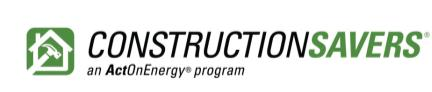 CONSTRUCTIONSAVERS®
an ActOnEnergy® program